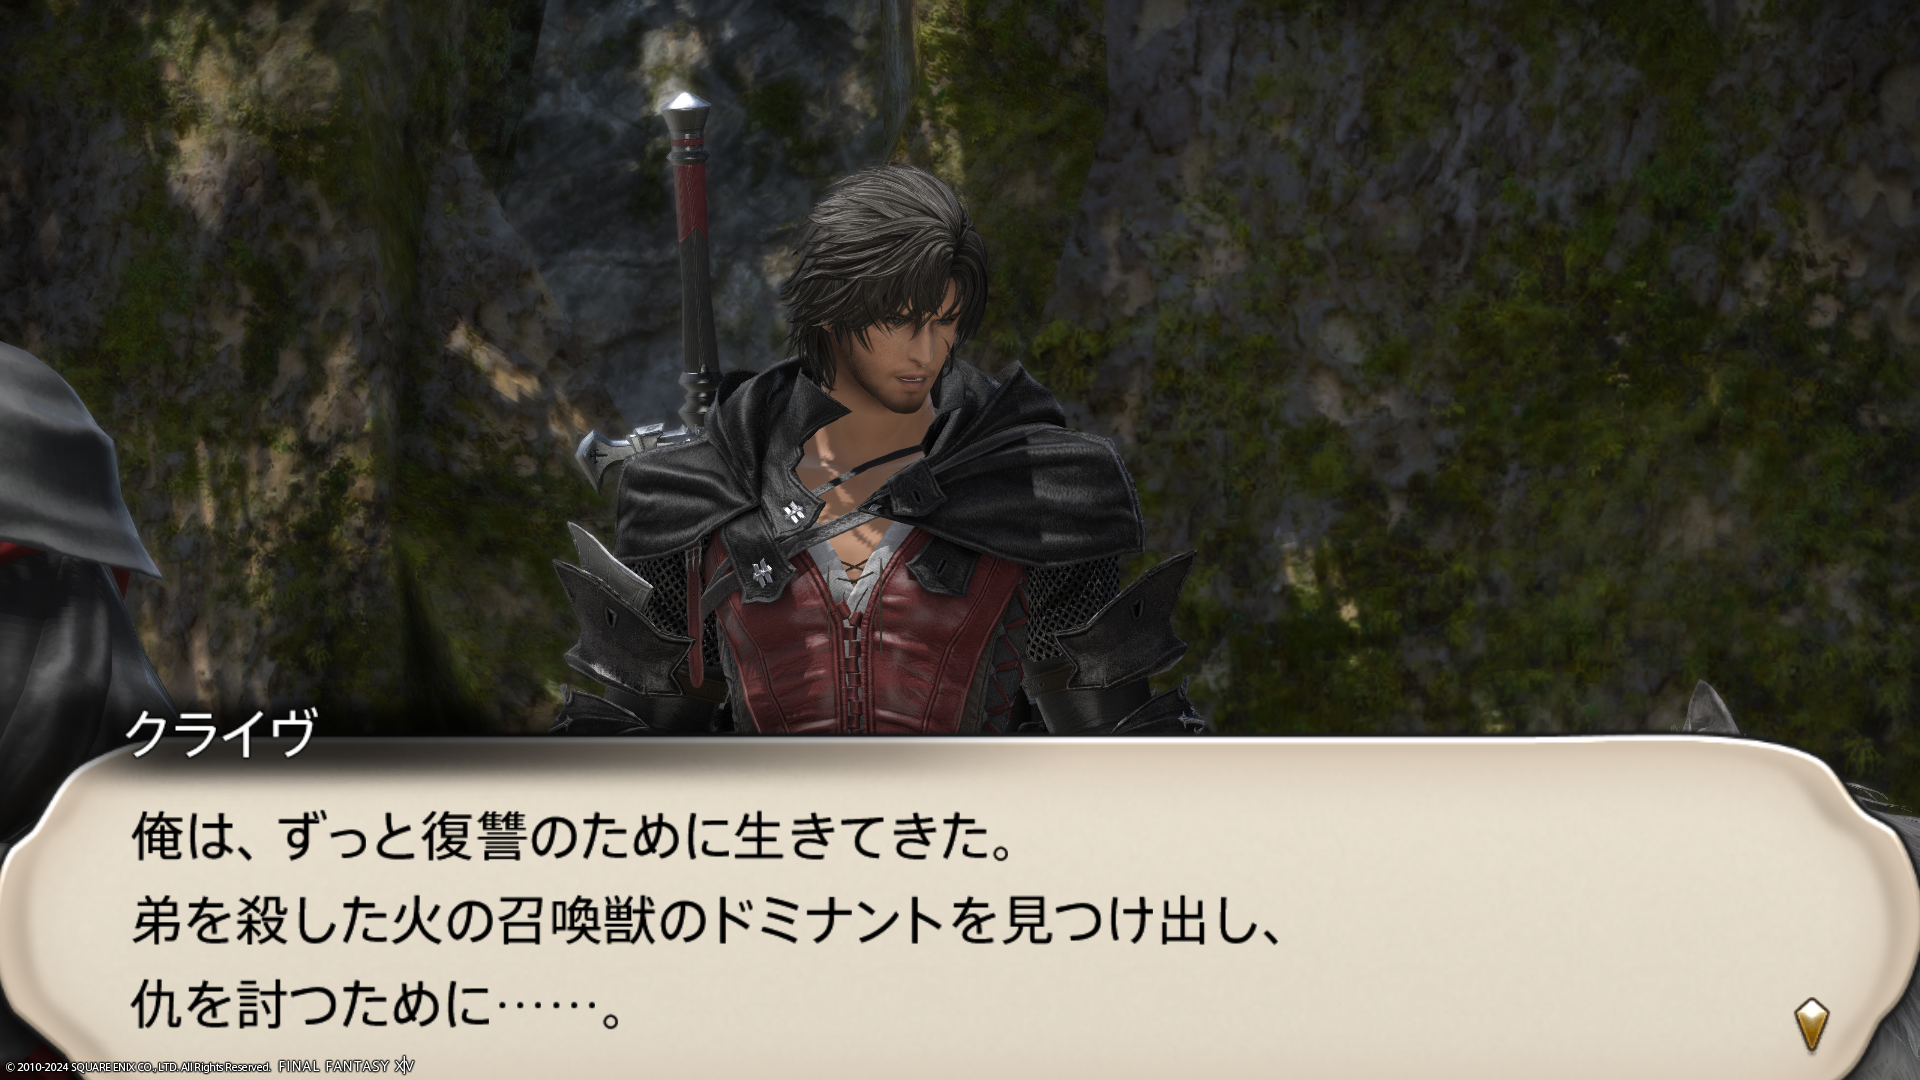 クライヴ
俺は、ずっと復讐のために生きてきた。
弟を殺した火の召喚獣のドミナントを見つけ出し、
仇を討つために……。
© 2010-2024 SQUARE ENIX CO., LTD. All Rights Reserved. FINAL FANTASY XIV